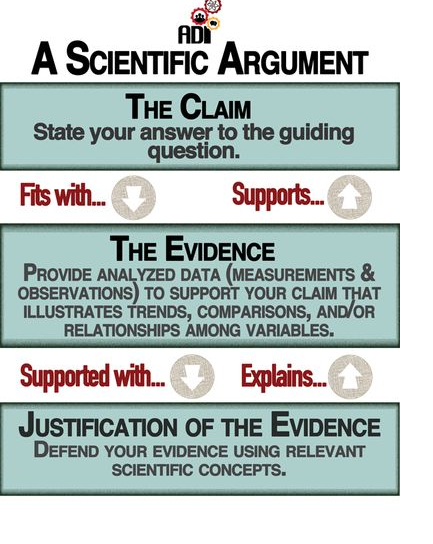 ADI
A Scientific Argument
The Claim
State your answer to the guiding
question.
Fits with... Supports...
The Evidence
Provide analyzed data (measurements &
observations) to support your claim that
illustrates trends, comparisons, and/or
relationships among variables.
Supported with... Explains...
Justification of the Evidence
Defend your evidence using relevant
scientific concepts.